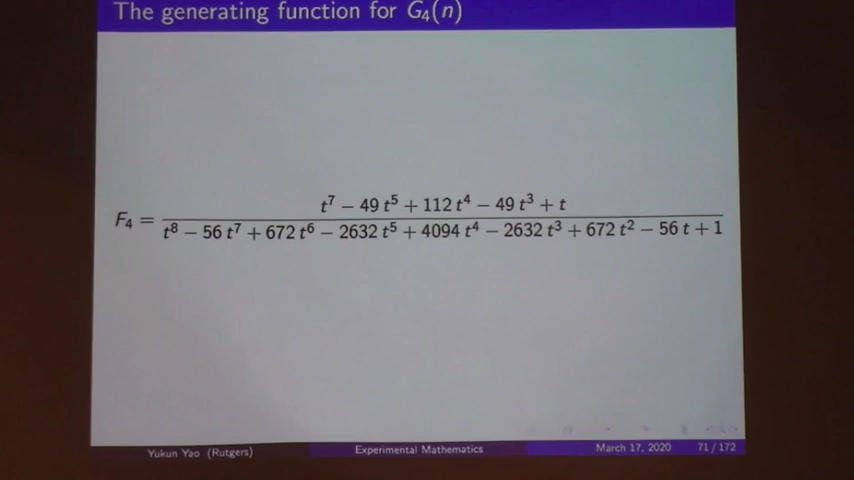 The generating function for G₄(n)
F₄ = (t⁷ − 49 t⁵ + 112 t⁴ − 49 t³ + t) / (t⁸ − 56 t⁷ + 672 t⁶ − 2632 t⁵ + 4094 t⁴ − 2632 t³ + 672 t² − 56 t + 1)
Yukun Yao (Rutgers) Experimental Mathematics March 17, 2020 71 / 172